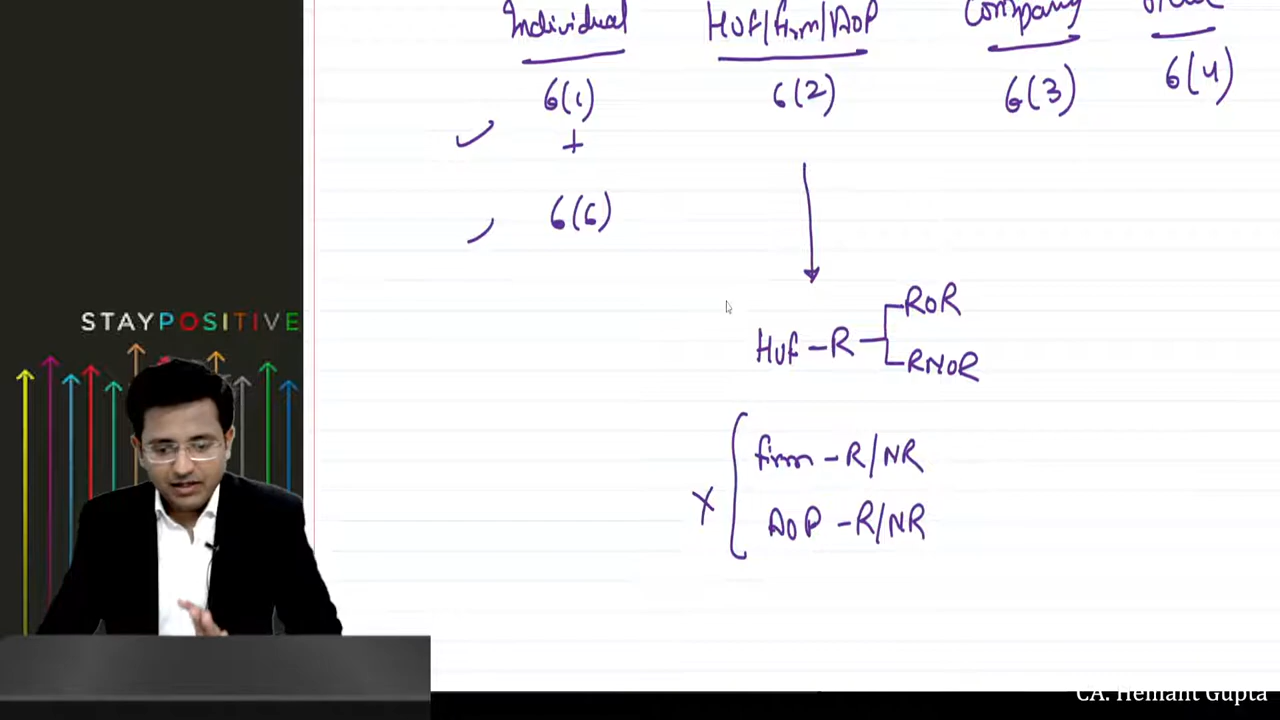 Individual HUF/firm/AOP Company
6(1) 6(2) 6(3) 6(4)
+
6(6)
STAYPOSITIVE
HUF - R
ROR
RNOR
firm - R/NR
X
AOP - R/NR
CA. Hemant Gupta